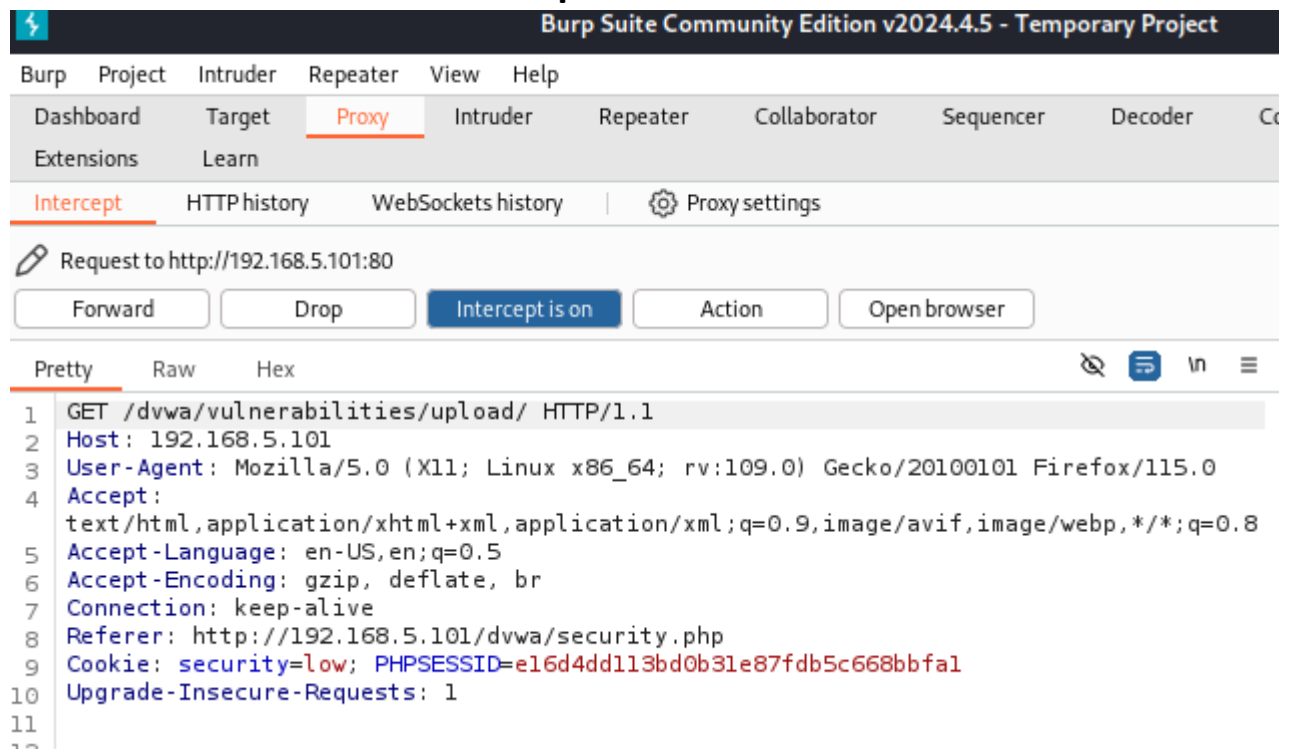 Burp Suite Community Edition v2024.4.5 - Temporary Project
Burp Project Intruder Repeater View Help
Dashboard Target Proxy Intruder Repeater Collaborator Sequencer Decoder
Extensions Learn
Intercept HTTP history WebSockets history Proxy settings
Request to http://192.168.5.101:80
Forward Drop Intercept is on Action Open browser
Pretty Raw Hex \n
1 GET /dvwa/vulnerabilities/upload/ HTTP/1.1
2 Host: 192.168.5.101
3 User-Agent: Mozilla/5.0 (X11; Linux x86_64; rv:109.0) Gecko/20100101 Firefox/115.0
4 Accept:
text/html,application/xhtml+xml,application/xml;q=0.9,image/avif,image/webp,*/*;q=0.8
5 Accept-Language: en-US,en;q=0.5
6 Accept-Encoding: gzip, deflate, br
7 Connection: keep-alive
8 Referer: http://192.168.5.101/dvwa/security.php
9 Cookie: security=low; PHPSESSID=e16d4dd113bd0b31e87fdb5c668bbfa1
10 Upgrade-Insecure-Requests: 1
11